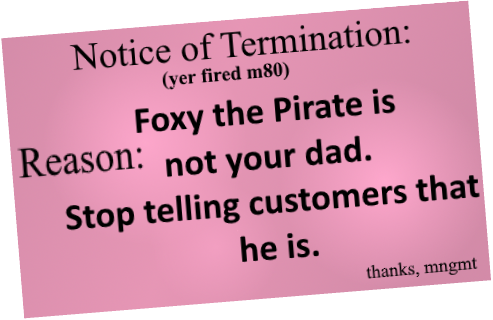 Notice of Termination:
(yer fired m80)
Foxy the Pirate is
Reason: not your dad.
Stop telling customers that
he is.
thanks, mngmt